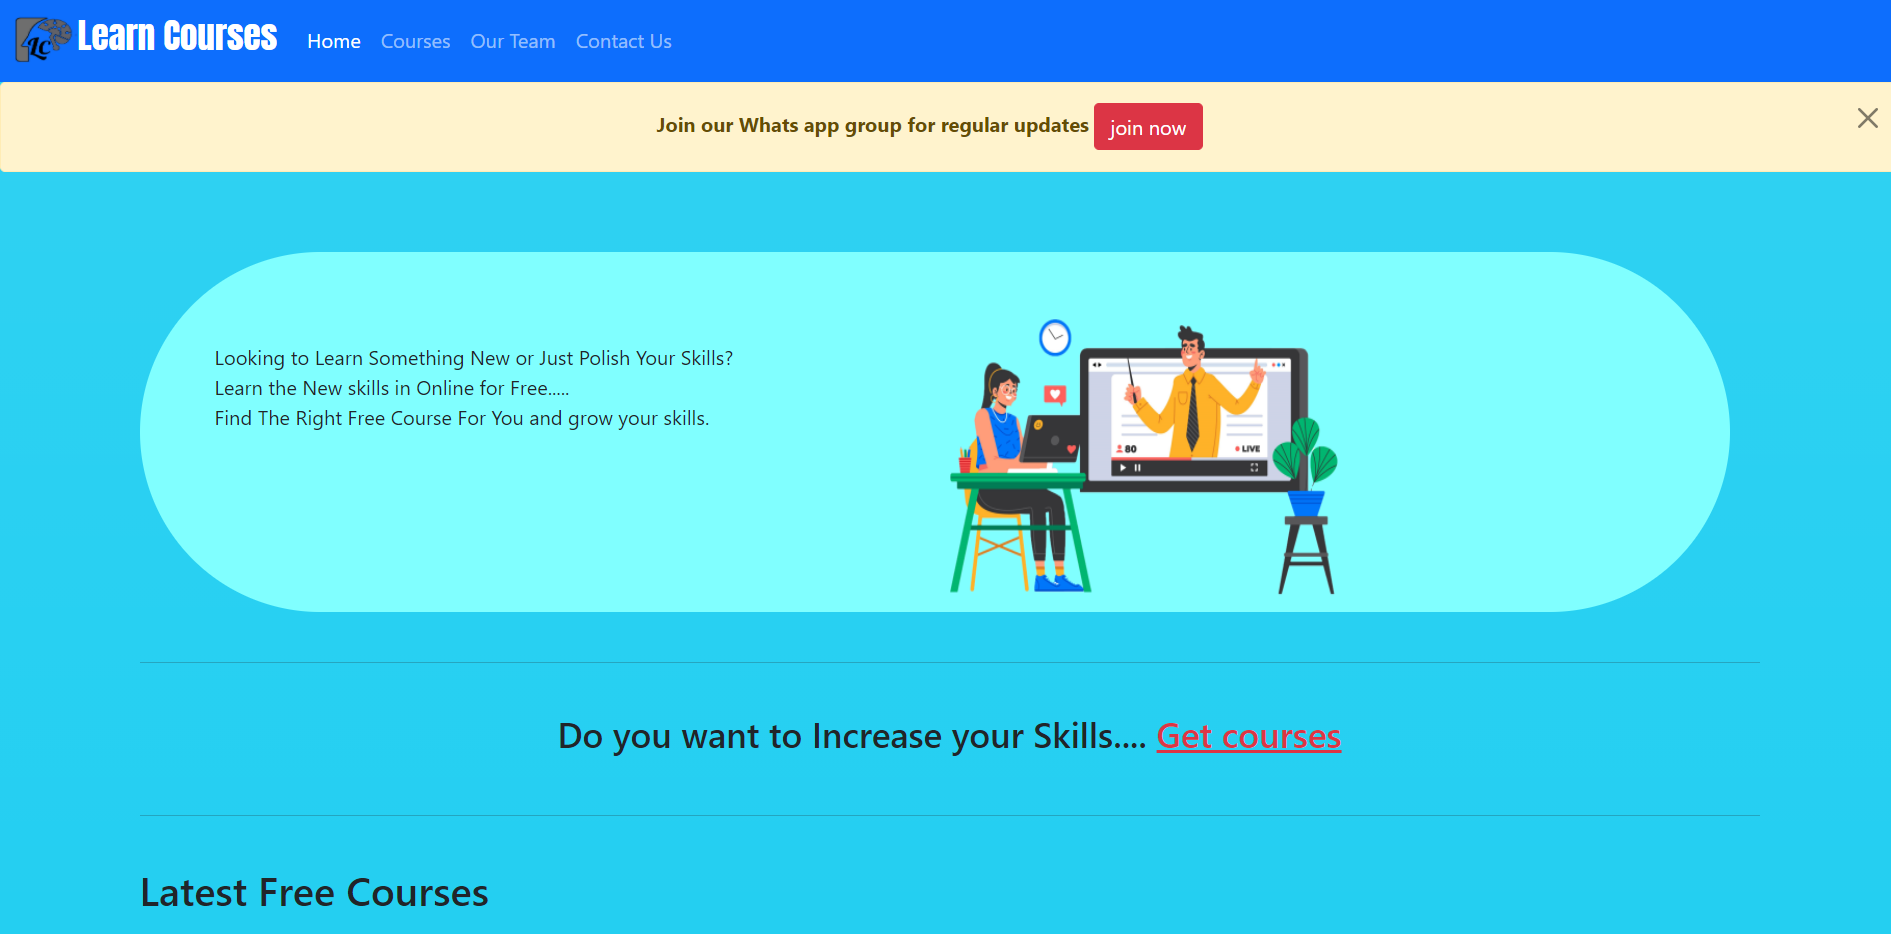 Lc Learn Courses Home Courses Our Team Contact Us
Join our Whats app group for regular updates join now
Looking to Learn Something New or Just Polish Your Skills?
Learn the New skills in Online for Free.....
Find The Right Free Course For You and grow your skills.
80 LIVE
Do you want to Increase your Skills.... Get courses
Latest Free Courses